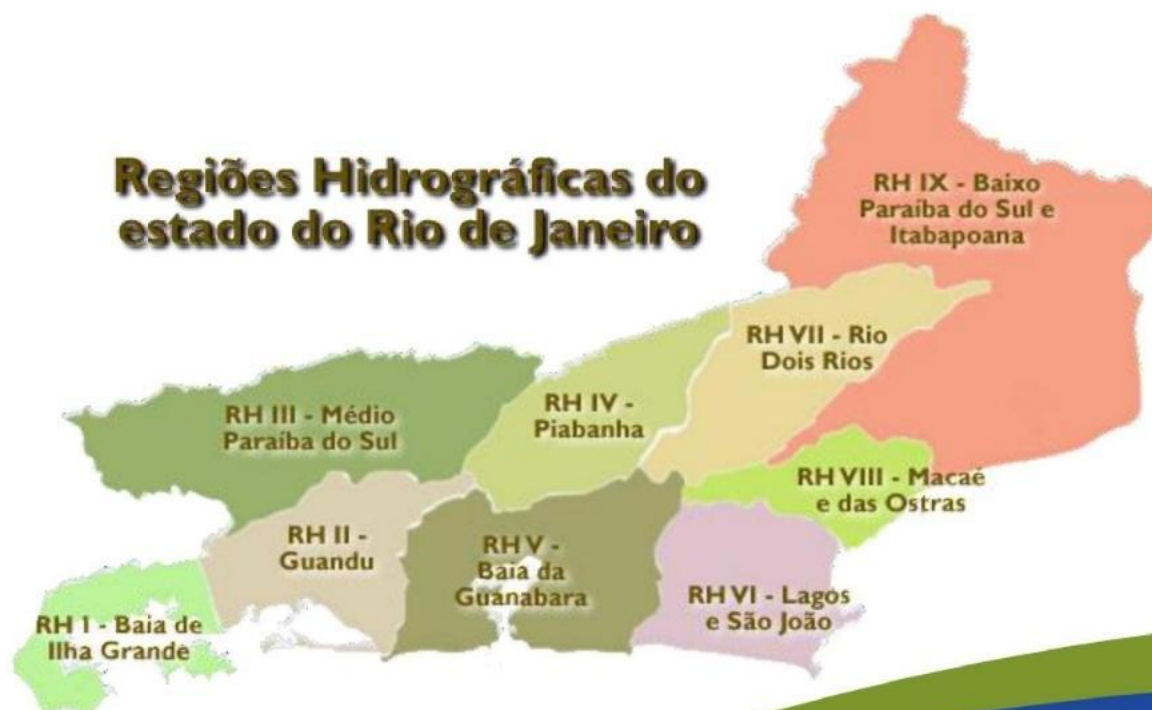 Regiões Hidrográficas do
estado do Rio de Janeiro
RH IX - Baixo
Paraíba do Sul e
Itabapoana
RH VII - Rio
Dois Rios
RH III - Médio
Paraíba do Sul
RH IV -
Piabanha
RH VIII - Macaé
e das Ostras
RH II -
Guandu
RH V -
Baia da
Guanabara
RH VI - Lagos
e São João
RH I - Baia de
Ilha Grande